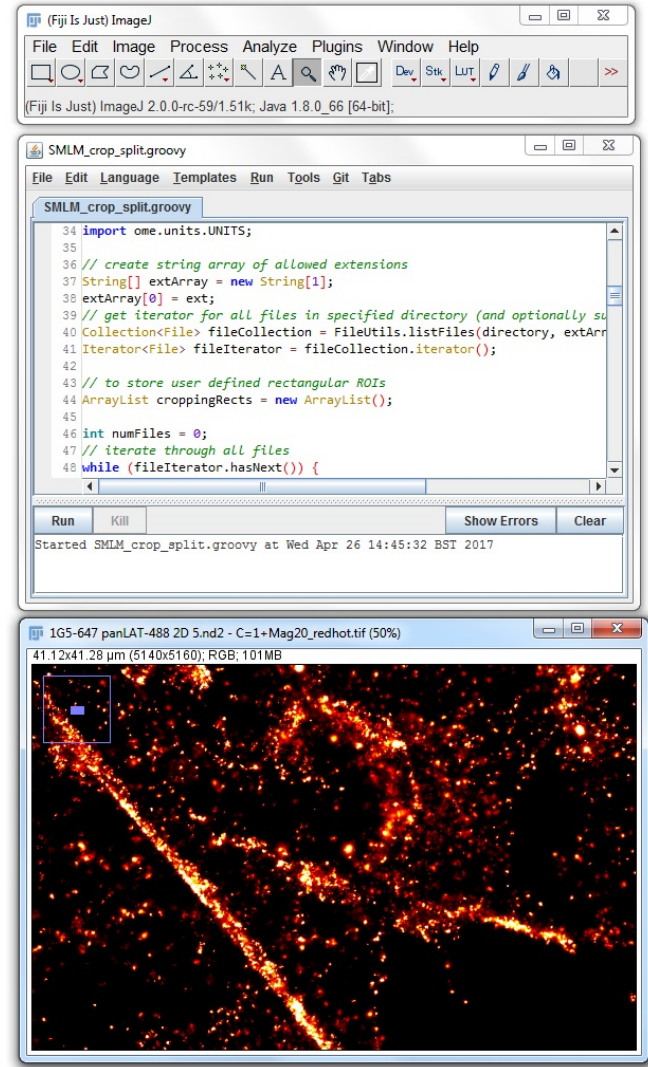 (Fiji Is Just) ImageJ
File Edit Image Process Analyze Plugins Window Help
A Dev Stk LUT >>
(Fiji Is Just) ImageJ 2.0.0-rc-59/1.51k; Java 1.8.0_66 [64-bit];
SMLM_crop_split.groovy
File Edit Language Templates Run Tools Git Tabs
SMLM_crop_split.groovy
34 import ome.units.UNITS;
35
36 // create string array of allowed extensions
37 String[] extArray = new String[1];
38 extArray[0] = ext;
39 // get iterator for all files in specified directory (and optionally su
40 Collection<File> fileCollection = FileUtils.listFiles(directory, extArr
41 Iterator<File> fileIterator = fileCollection.iterator();
42
43 // to store user defined rectangular ROIs
44 ArrayList croppingRects = new ArrayList();
45
46 int numFiles = 0;
47 // iterate through all files
48 while (fileIterator.hasNext()) {
Run Kill Show Errors Clear
Started SMLM_crop_split.groovy at Wed Apr 26 14:45:32 BST 2017
1G5-647 panLAT-488 2D 5.nd2 - C=1+Mag20_redhot.tif (50%)
41.12x41.28 µm (5140x5160); RGB; 101MB